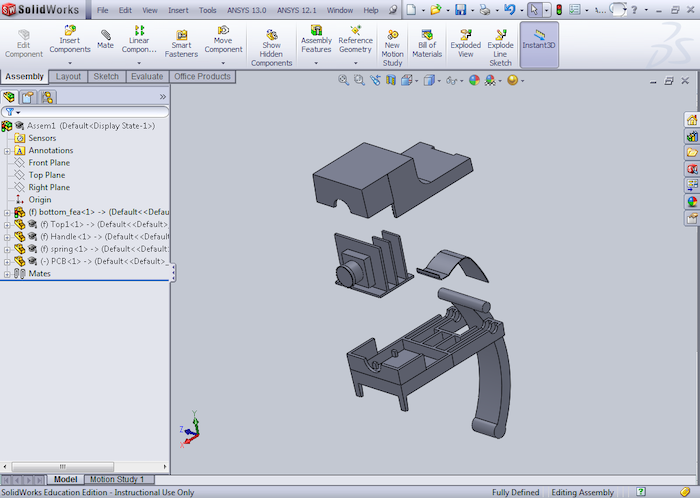 SolidWorks File Edit View Insert Tools ANSYS 13.0 ANSYS 12.1 Window Help
Edit Component
Insert Components
Mate
Linear Compon...
Smart Fasteners
Move Component
Show Hidden Components
Assembly Features
Reference Geometry
New Motion Study
Bill of Materials
Exploded View
Explode Line Sketch
Instant3D
Assembly Layout Sketch Evaluate Office Products
Assem1 (Default<Display State-1>)
Sensors
Annotations
Front Plane
Top Plane
Right Plane
Origin
(f) bottom_fea<1> -> (Default<<Defau
(f) Top1<1> -> (Default<<Default>_
(f) Handle<1> -> (Default<<Default
(f) spring<1> -> (Default<<Default>
(-) PCB<1> -> (Default<<Default>_
Mates
Y
Z
X
Model Motion Study 1
SolidWorks Education Edition - Instructional Use Only Fully Defined Editing Assembly